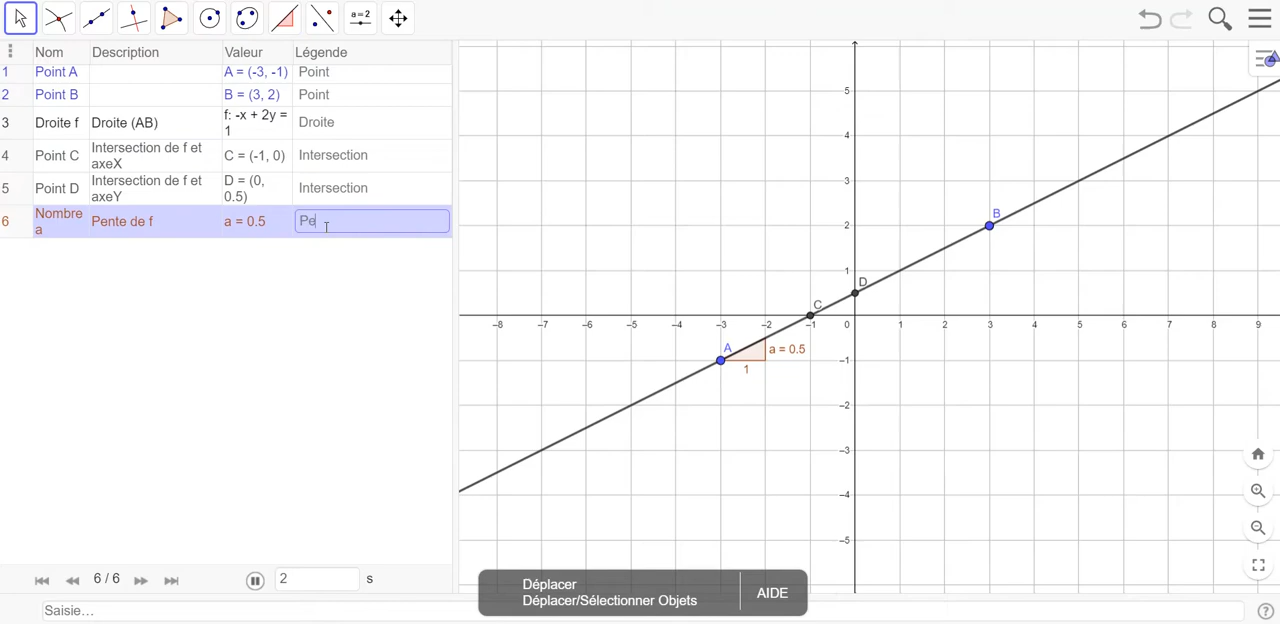 a=2
Nom Description Valeur Légende
1 Point A A = (-3, -1) Point
2 Point B B = (3, 2) Point
3 Droite f Droite (AB) f: -x + 2y = 1 Droite
4 Point C Intersection de f et axeX C = (-1, 0) Intersection
5 Point D Intersection de f et axeY D = (0, 0.5) Intersection
6 Nombre a Pente de f a = 0.5 Pe
5
4
3
B
2
1
D
C
–8 –7 –6 –5 –4 –3 –2 –1 0 1 2 3 4 5 6 7 8 9
A
a = 0.5
1
–1
–2
–3
–4
–5
6 / 6 2 s
Déplacer
Déplacer/Sélectionner Objets
AIDE
Saisie…
?